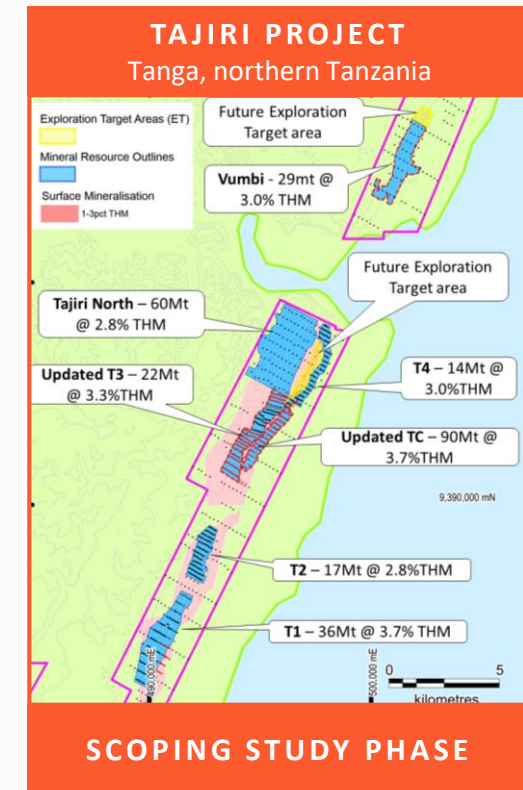 TAJIRI PROJECT
Tanga, northern Tanzania
Exploration Target Areas (ET)
Mineral Resource Outlines
Surface Mineralisation
1-3pct THM
Future Exploration
Target area
Vumbi - 29mt @
3.0% THM
Future Exploration
Target area
Tajiri North – 60Mt
@ 2.8% THM
Updated T3 – 22Mt
@ 3.3%THM
T4 – 14Mt @
3.0%THM
Updated TC – 90Mt @
3.7%THM
9,390,000 mN
T2 – 17Mt @ 2.8%THM
T1 – 36Mt @ 3.7% THM
490,000 mE
500,000 mE
0 5
kilometres
SCOPING STUDY PHASE